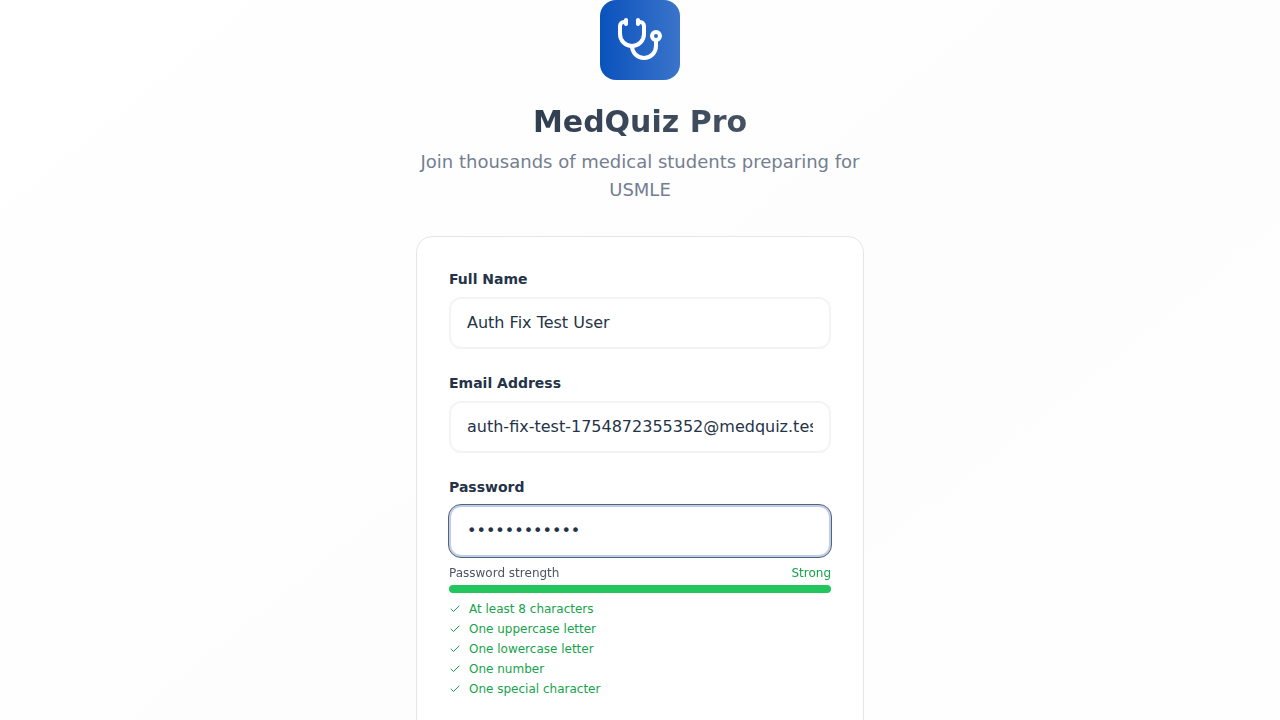 MedQuiz Pro
Join thousands of medical students preparing for
USMLE
Full Name
Auth Fix Test User
Email Address
auth-fix-test-1754872355352@medquiz.tes
Password
••••••••••••
Password strength
Strong
At least 8 characters
One uppercase letter
One lowercase letter
One number
One special character